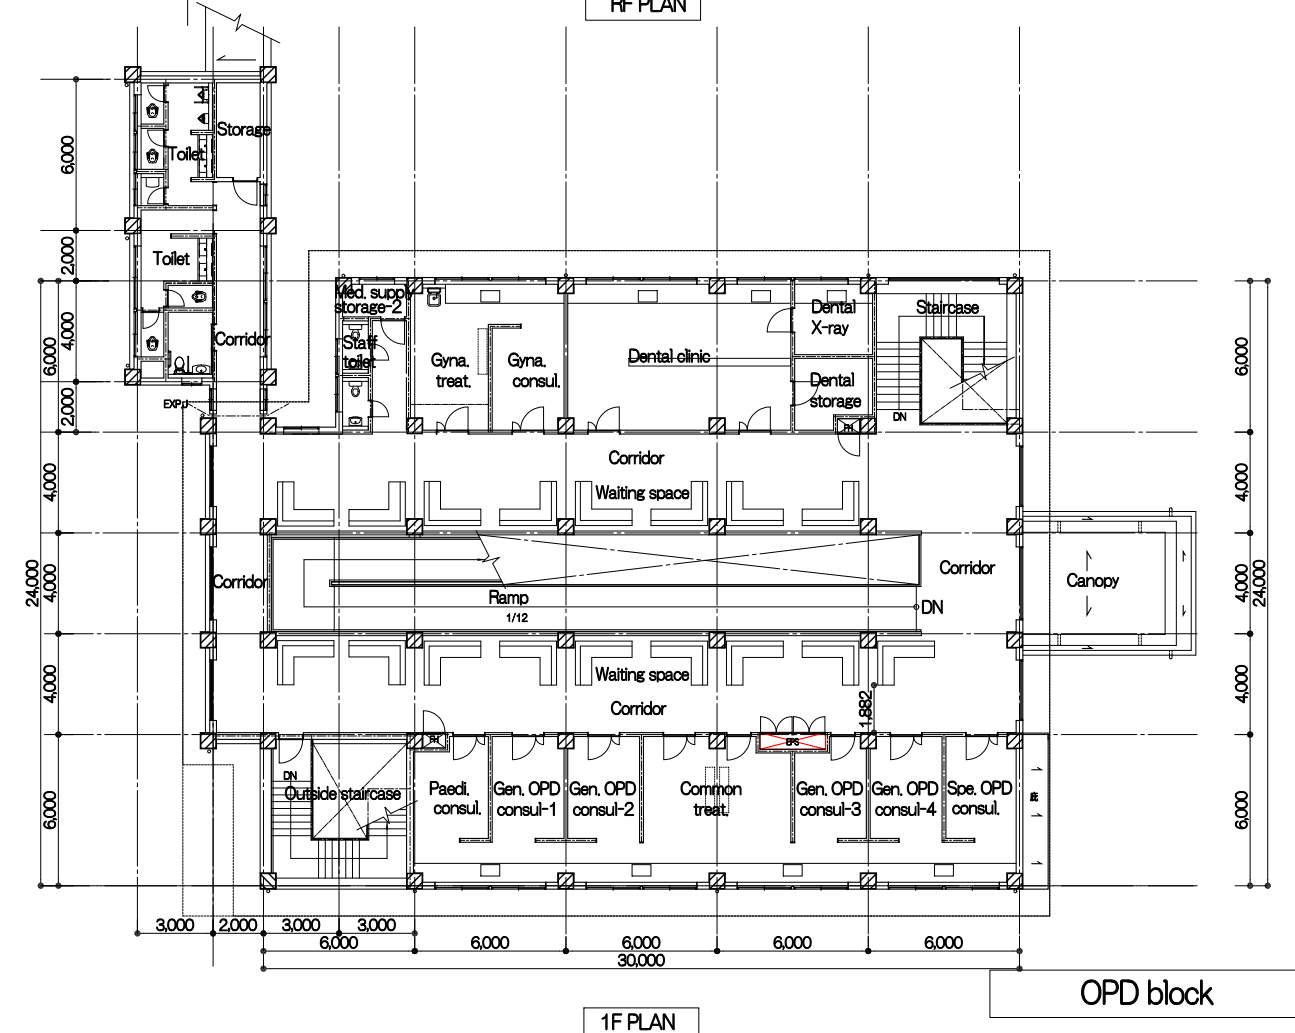 RF PLAN
6,000
Storage
Toilet
2,000
Toilet
4,000
6,000
2,000
Corridor
EXP.J
Med. supply
storage-2
Staff
toilet
Gyna.
treat.
Gyna.
consul.
Dental clinic
Dental
X-ray
Dental
storage
Staircase
DN
6,000
FH
Corridor
Waiting space
4,000
4,000
24,000
4,000
Corridor
Ramp
1/12
DN
Corridor
Canopy
4,000
24,000
Waiting space
Corridor
4,000
1,882
4,000
FH
EPS
DN
Outside staircase
Paedi.
consul.
Gen. OPD
consul-1
Gen. OPD
consul-2
Common
treat.
Gen. OPD
consul-3
Gen. OPD
consul-4
Spe. OPD
consul.
6,000
6,000
3,000
2,000
3,000
3,000
6,000
6,000
6,000
6,000
6,000
30,000
OPD block
1F PLAN